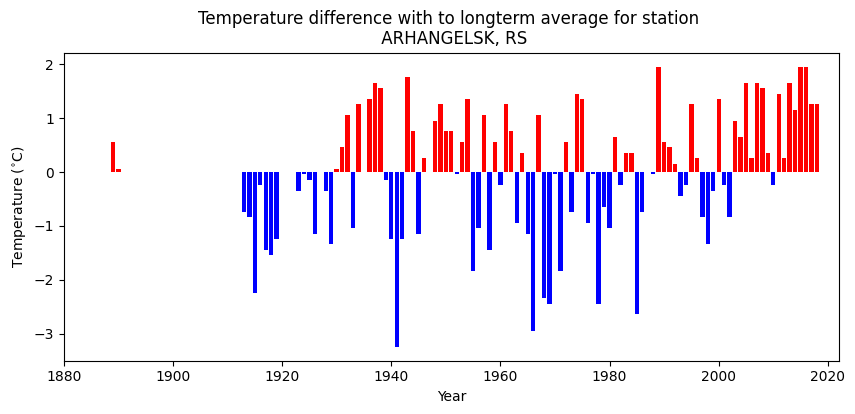 Temperature difference with to longterm average for station
ARHANGELSK, RS
2
1
0
−1
−2
−3
Temperature (°C)
1880 1900 1920 1940 1960 1980 2000 2020
Year